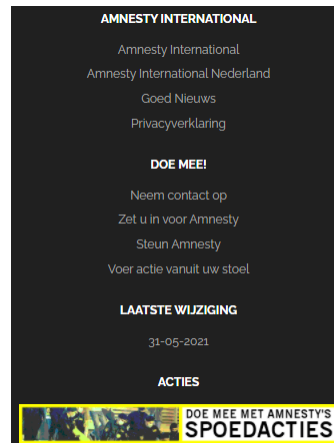 AMNESTY INTERNATIONAL
Amnesty International
Amnesty International Nederland
Goed Nieuws
Privacyverklaring
DOE MEE!
Neem contact op
Zet u in voor Amnesty
Steun Amnesty
Voer actie vanuit uw stoel
LAATSTE WIJZIGING
31-05-2021
ACTIES
DOE MEE MET AMNESTY'S
SPOEDACTIES